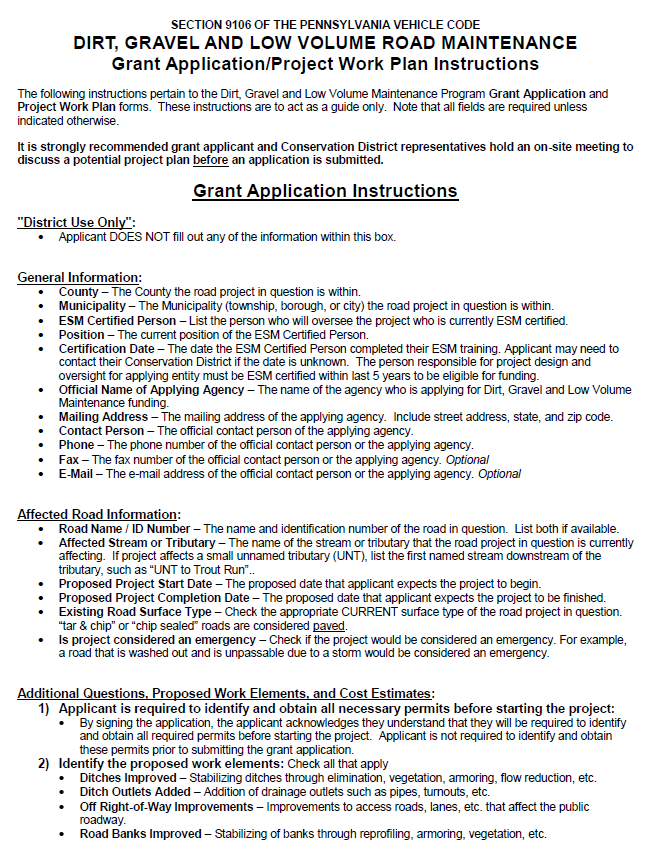 SECTION 9106 OF THE PENNSYLVANIA VEHICLE CODE
DIRT, GRAVEL AND LOW VOLUME ROAD MAINTENANCE
Grant Application/Project Work Plan Instructions
The following instructions pertain to the Dirt, Gravel and Low Volume Maintenance Program Grant Application and
Project Work Plan forms. These instructions are to act as a guide only. Note that all fields are required unless
indicated otherwise.
It is strongly recommended grant applicant and Conservation District representatives hold an on-site meeting to
discuss a potential project plan before an application is submitted.
Grant Application Instructions
"District Use Only":
• Applicant DOES NOT fill out any of the information within this box.
General Information:
• County – The County the road project in question is within.
• Municipality – The Municipality (township, borough, or city) the road project in question is within.
• ESM Certified Person – List the person who will oversee the project who is currently ESM certified.
• Position – The current position of the ESM Certified Person.
• Certification Date – The date the ESM Certified Person completed their ESM training. Applicant may need to
contact their Conservation District if the date is unknown. The person responsible for project design and
oversight for applying entity must be ESM certified within last 5 years to be eligible for funding.
• Official Name of Applying Agency – The name of the agency who is applying for Dirt, Gravel and Low Volume
Maintenance funding.
• Mailing Address – The mailing address of the applying agency. Include street address, state, and zip code.
• Contact Person – The official contact person of the applying agency.
• Phone – The phone number of the official contact person or the applying agency.
• Fax – The fax number of the official contact person or the applying agency. Optional
• E-Mail – The e-mail address of the official contact person or the applying agency. Optional
Affected Road Information:
• Road Name / ID Number – The name and identification number of the road in question. List both if available.
• Affected Stream or Tributary – The name of the stream or tributary that the road project in question is currently
affecting. If project affects a small unnamed tributary (UNT), list the first named stream downstream of the
tributary, such as “UNT to Trout Run”..
• Proposed Project Start Date – The proposed date that applicant expects the project to begin.
• Proposed Project Completion Date – The proposed date that applicant expects the project to be finished.
• Existing Road Surface Type – Check the appropriate CURRENT surface type of the road project in question.
“tar & chip” or “chip sealed” roads are considered paved.
• Is project considered an emergency – Check if the project would be considered an emergency. For example,
a road that is washed out and is unpassable due to a storm would be considered an emergency.
Additional Questions, Proposed Work Elements, and Cost Estimates:
1) Applicant is required to identify and obtain all necessary permits before starting the project:
• By signing the application, the applicant acknowledges they understand that they will be required to identify
and obtain all required permits before starting the project. Applicant is not required to identify and obtain
these permits prior to submitting the grant application.
2) Identify the proposed work elements: Check all that apply
• Ditches Improved – Stabilizing ditches through elimination, vegetation, armoring, flow reduction, etc.
• Ditch Outlets Added – Addition of drainage outlets such as pipes, turnouts, etc.
• Off Right-of-Way Improvements – Improvements to access roads, lanes, etc. that affect the public
roadway.
• Road Banks Improved – Stabilizing of banks through reprofiling, armoring, vegetation, etc.